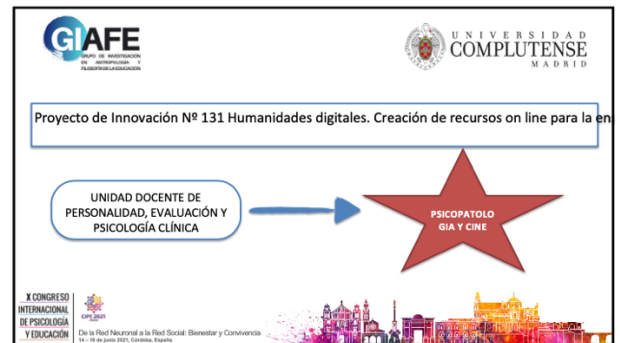 GIAFE
GRUPO DE INVESTIGACIÓN
EN ANTROPOLOGÍA Y
FILOSOFÍA DE LA EDUCACIÓN
UNIVERSIDAD
COMPLUTENSE
MADRID
Proyecto de Innovación Nº 131 Humanidades digitales. Creación de recursos on line para la en
UNIDAD DOCENTE DE
PERSONALIDAD, EVALUACIÓN Y
PSICOLOGÍA CLÍNICA
PSICOPATOLO
GIA Y CINE
X CONGRESO
INTERNACIONAL
DE PSICOLOGÍA
Y EDUCACIÓN
CIPE 2021
De la Red Neuronal a la Red Social: Bienestar y Convivencia
14 – 18 de junio 2021, Córdoba, España